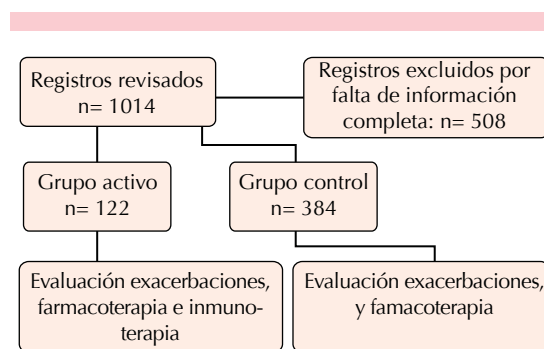 Registros revisados
n= 1014
Registros excluidos por
falta de información
completa: n= 508
Grupo activo
n= 122
Grupo control
n= 384
Evaluación exacerbaciones,
farmacoterapia e inmuno-
terapia
Evaluación exacerbaciones,
y famacoterapia